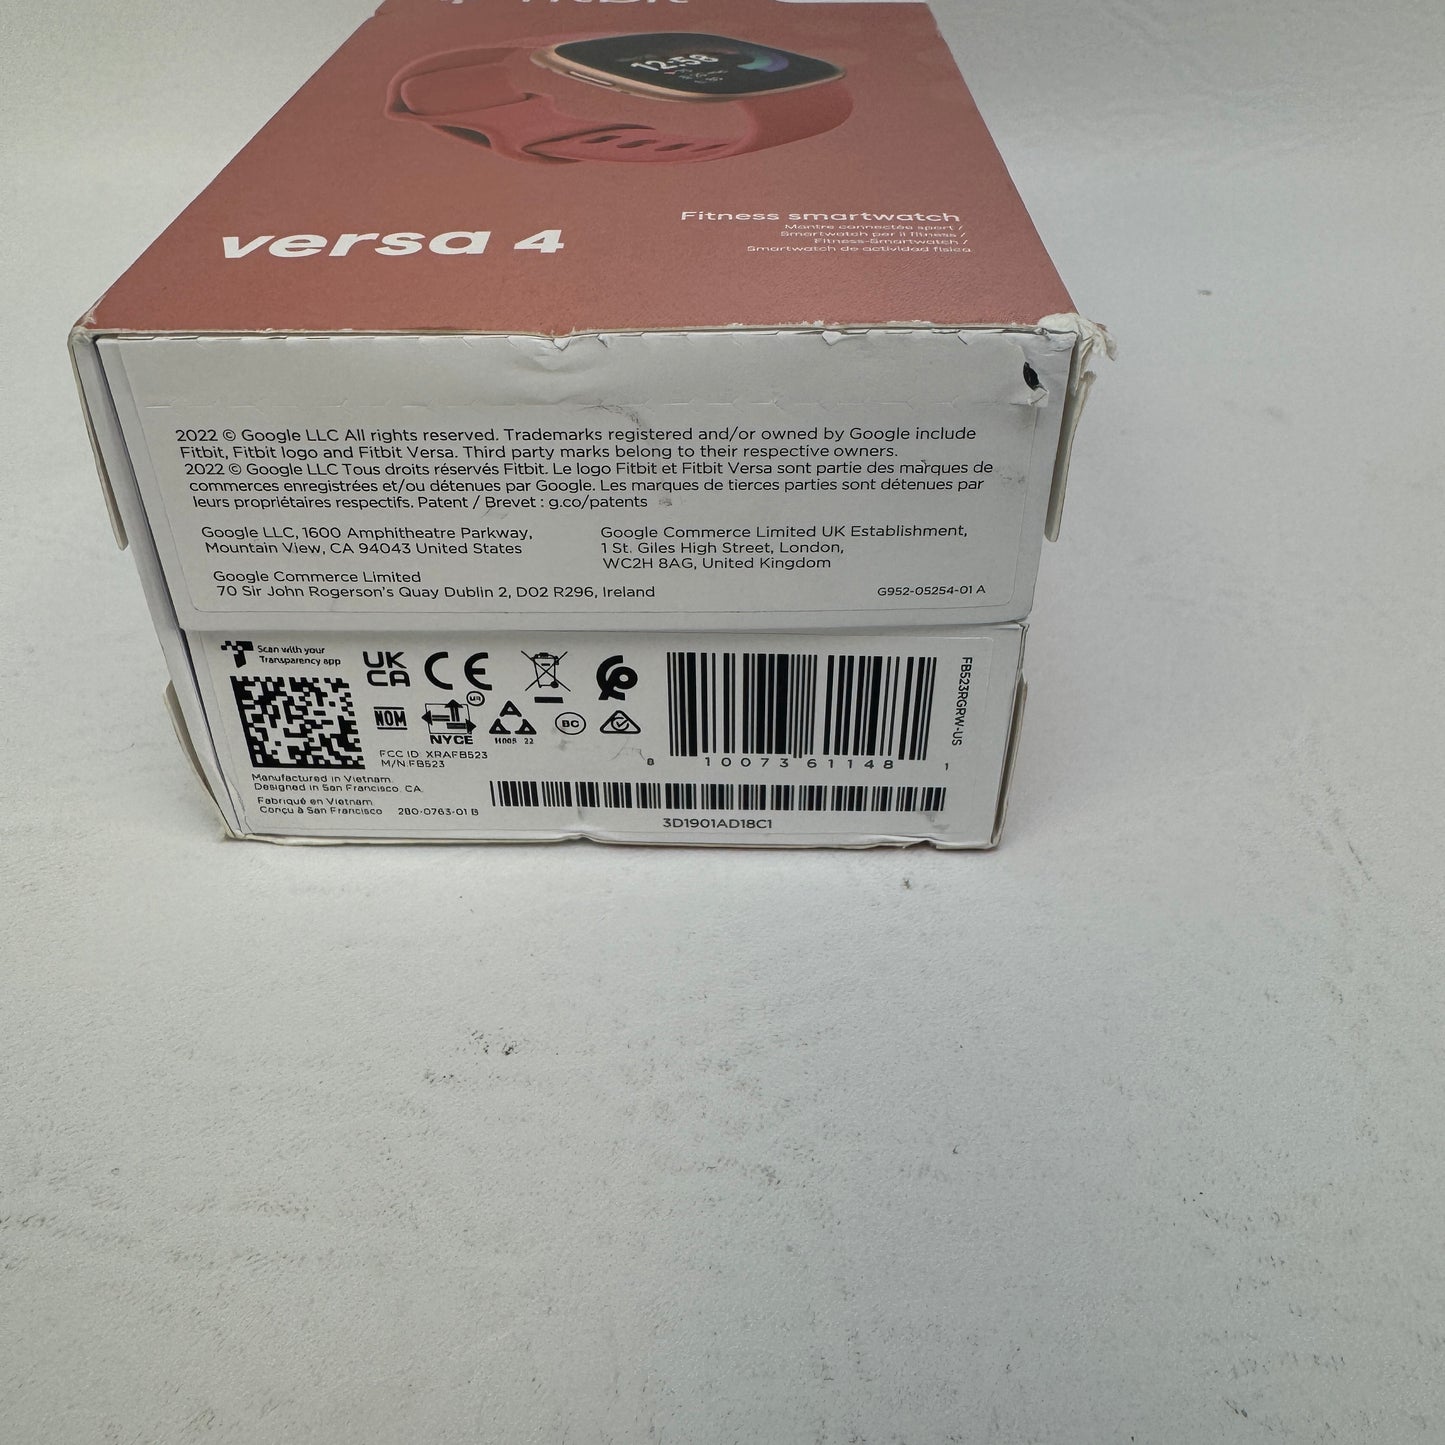 fitbit
12:58
versa 4
Fitness smartwatch
Montre connectée sport /
Smartwatch per il fitness /
Fitness-Smartwatch /
Smartwatch de actividad física
2022 © Google LLC All rights reserved. Trademarks registered and/or owned by Google include
Fitbit, Fitbit logo and Fitbit Versa. Third party marks belong to their respective owners.
2022 © Google LLC Tous droits réservés Fitbit. Le logo Fitbit et Fitbit Versa sont partie des marques de
commerces enregistrées et/ou détenues par Google. Les marques de tierces parties sont détenues par
leurs propriétaires respectifs. Patent / Brevet : g.co/patents
Google LLC, 1600 Amphitheatre Parkway,
Mountain View, CA 94043 United States
Google Commerce Limited UK Establishment,
1 St. Giles High Street, London,
WC2H 8AG, United Kingdom
Google Commerce Limited
70 Sir John Rogerson's Quay Dublin 2, D02 R296, Ireland
G952-05254-01 A
Scan with your
Transparency app
UK
CA
CE
NOM
NYCE
H005 22
BC
FCC ID XRAFB523
M/N:FB523
Manufactured in Vietnam.
Designed in San Francisco, CA.
Fabriqué en Vietnam
Conçu à San Francisco
280-0763-01 B
8 10073 61148 1
FB523RGRW-US
3D1901AD18C1